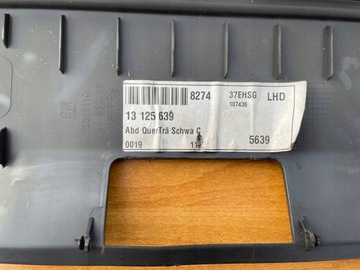 8274
37EHSG
107436
LHD
13 125 639
Abd QuerTrä Schwa C
0019
5639